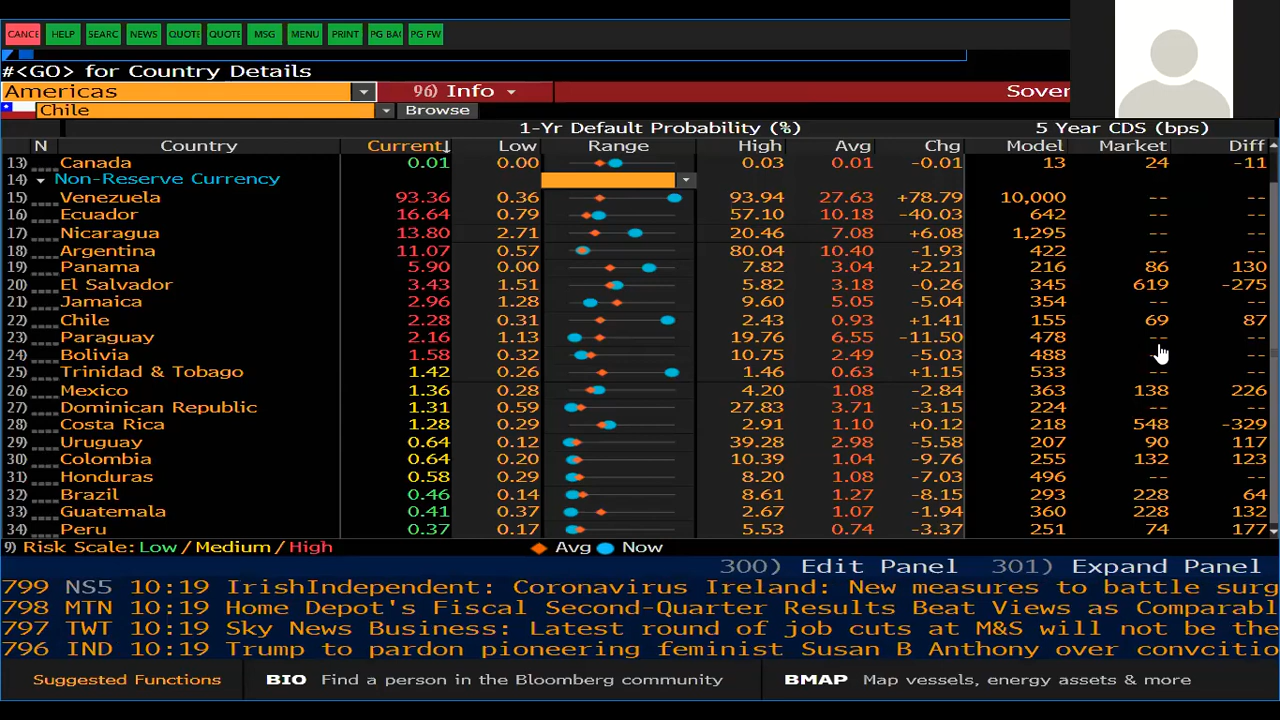 CANCE HELP SEARC NEWS QUOTE QUOTE MSG MENU PRINT PG BAC PG FW
#<GO> for Country Details
Americas 96) Info Sover
Chile Browse
1-Yr Default Probability (%) 5 Year CDS (bps)
N Country Current↓ Low Range High Avg Chg Model Market Diff
13) Canada 0.01 0.00 0.03 0.01 -0.01 13 24 -11
14) Non-Reserve Currency
15) Venezuela 93.36 0.36 93.94 27.63 +78.79 10,000 -- --
16) Ecuador 16.64 0.79 57.10 10.18 -40.03 642 -- --
17) Nicaragua 13.80 2.71 20.46 7.08 +6.08 1,295 -- --
18) Argentina 11.07 0.57 80.04 10.40 -1.93 422 -- --
19) Panama 5.90 0.00 7.82 3.04 +2.21 216 86 130
20) El Salvador 3.43 1.51 5.82 3.18 -0.26 345 619 -275
21) Jamaica 2.96 1.28 9.60 5.05 -5.04 354 -- --
22) Chile 2.28 0.31 2.43 0.93 +1.41 155 69 87
23) Paraguay 2.16 1.13 19.76 6.55 -11.50 478 -- --
24) Bolivia 1.58 0.32 10.75 2.49 -5.03 488 -- --
25) Trinidad & Tobago 1.42 0.26 1.46 0.63 +1.15 533 -- --
26) Mexico 1.36 0.28 4.20 1.08 -2.84 363 138 226
27) Dominican Republic 1.31 0.59 27.83 3.71 -3.15 224 -- --
28) Costa Rica 1.28 0.29 2.91 1.10 +0.12 218 548 -329
29) Uruguay 0.64 0.12 39.28 2.98 -5.58 207 90 117
30) Colombia 0.64 0.20 10.39 1.04 -9.76 255 132 123
31) Honduras 0.58 0.29 8.20 1.08 -7.03 496 -- --
32) Brazil 0.46 0.14 8.61 1.27 -8.15 293 228 64
33) Guatemala 0.41 0.37 2.67 1.07 -1.94 360 228 132
34) Peru 0.37 0.17 5.53 0.74 -3.37 251 74 177
9) Risk Scale: Low / Medium / High Avg Now
300) Edit Panel 301) Expand Panel
799 NS5 10:19 IrishIndependent: Coronavirus Ireland: New measures to battle surg
798 MTN 10:19 Home Depot's Fiscal Second-Quarter Results Beat Views as Comparabl
797 TWT 10:19 Sky News Business: Latest round of job cuts at M&S will not be the
796 IND 10:19 Trump to pardon pioneering feminist Susan B Anthony over convcitio
Suggested Functions BIO Find a person in the Bloomberg community BMAP Map vessels, energy assets & more